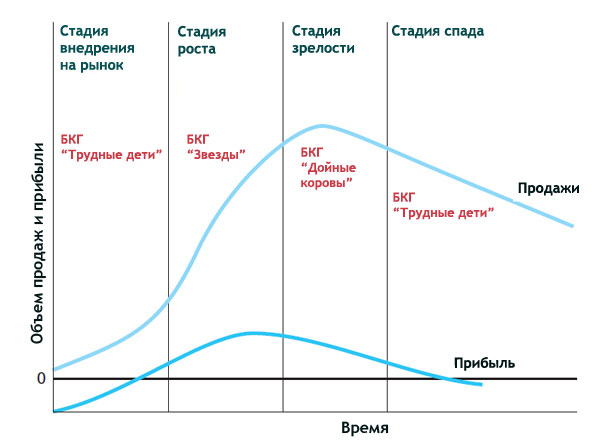 Стадия
внедрения
на рынок
Стадия
роста
Стадия
зрелости
Стадия спада
БКГ
“Трудные дети”
БКГ
“Звезды”
БКГ
“Дойные
коровы”
БКГ
“Трудные дети”
Продажи
Прибыль
Объем продаж и прибыли
0
Время